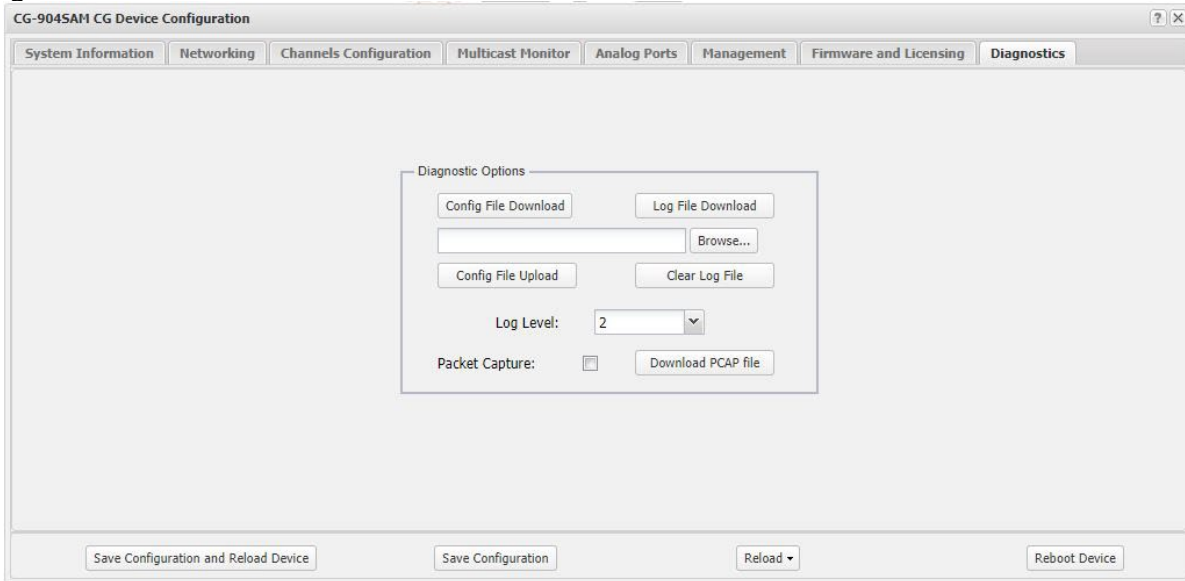 CG-904SAM CG Device Configuration
System Information Networking Channels Configuration Multicast Monitor Analog Ports Management Firmware and Licensing Diagnostics
Diagnostic Options
Config File Download Log File Download
Browse...
Config File Upload Clear Log File
Log Level: 2
Packet Capture: Download PCAP file
Save Configuration and Reload Device Save Configuration Reload Reboot Device